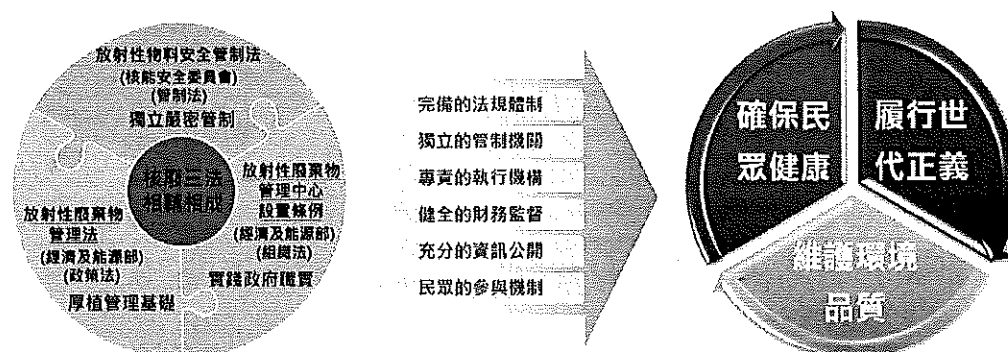 放射性物料安全管制法
(核能安全委員會)
(管制法)
獨立嚴密管制
核廢三法
相輔相成
放射性廢棄物
管理中心
設置條例
(經濟及能源部)
(組織法)
實踐政府職責
放射性廢棄物
管理法
(經濟及能源部)
(政策法)
厚植管理基礎
完備的法規體制
獨立的管制機關
專責的執行機構
健全的財務監督
充分的資訊公開
民眾的參與機制
確保民
眾健康
履行世
代正義
維護環境
品質